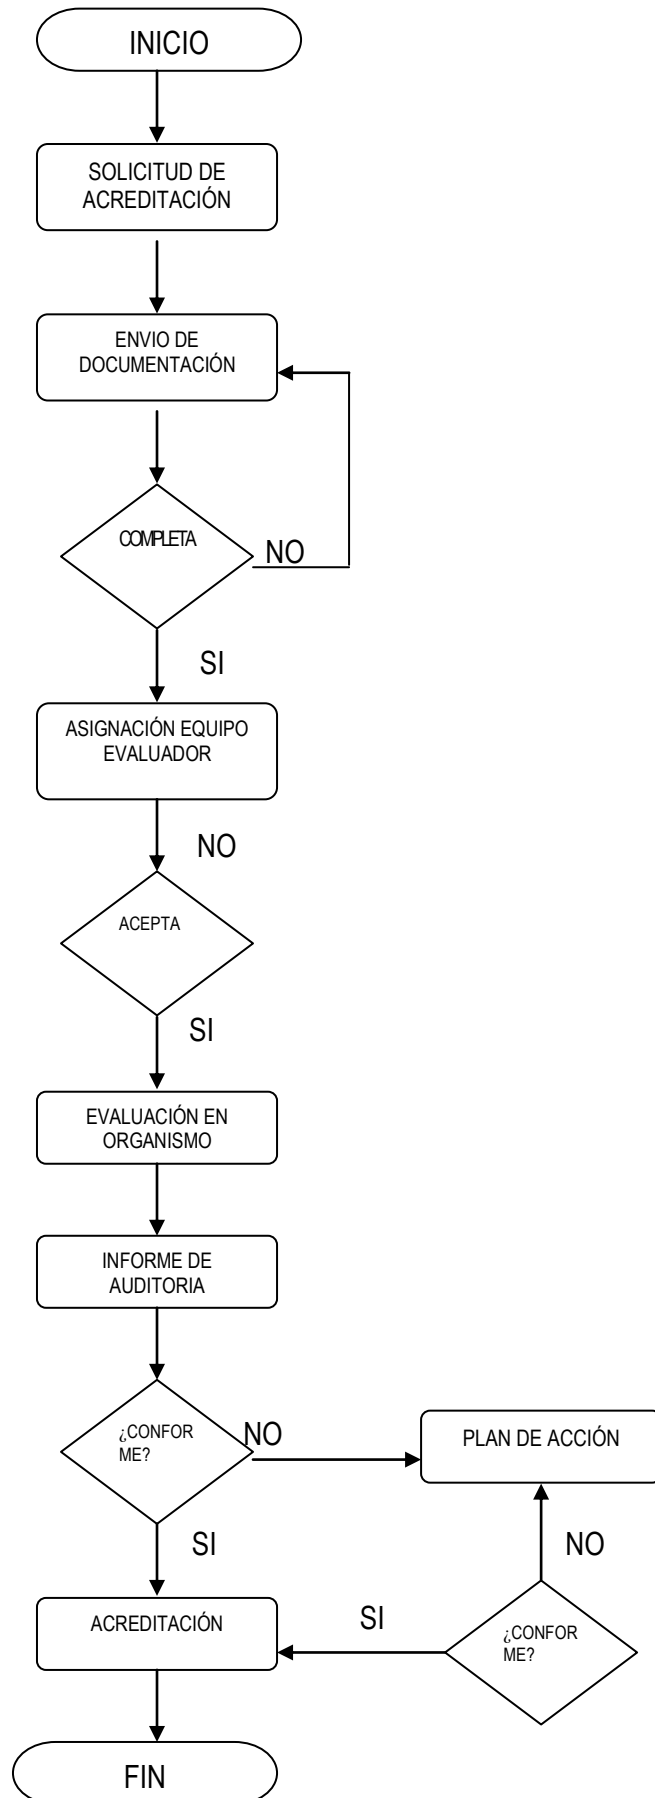 INICIO
SOLICITUD DE
ACREDITACIÓN
ENVIO DE
DOCUMENTACIÓN
COMPLETA
NO
SI
ASIGNACIÓN EQUIPO
EVALUADOR
NO
ACEPTA
SI
EVALUACIÓN EN
ORGANISMO
INFORME DE
AUDITORIA
¿CONFOR
ME?
NO
PLAN DE ACCIÓN
SI
NO
ACREDITACIÓN
SI
¿CONFOR
ME?
FIN